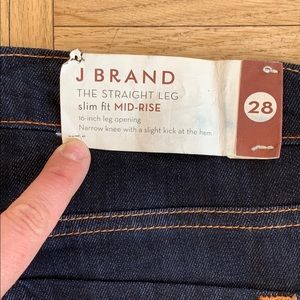 J BRAND
THE STRAIGHT LEG
slim fit MID-RISE
16-inch leg opening
Narrow knee with a slight kick at the hem
28